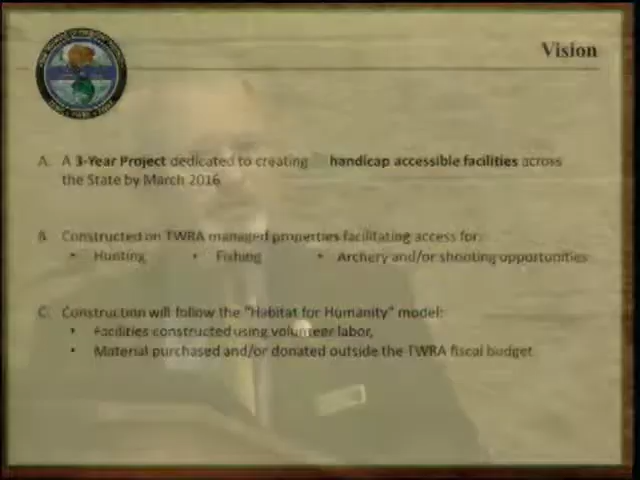 Vision
A. A 3-Year Project dedicated to creating handicap accessible facilities across
the State by March 2016
B. Constructed on TWRA managed properties facilitating access for:
• Hunting • Fishing • Archery and/or shooting opportunities
C. Construction will follow the "Habitat for Humanity" model:
• Facilities constructed using volunteer labor,
• Material purchased and/or donated outside the TWRA fiscal budget